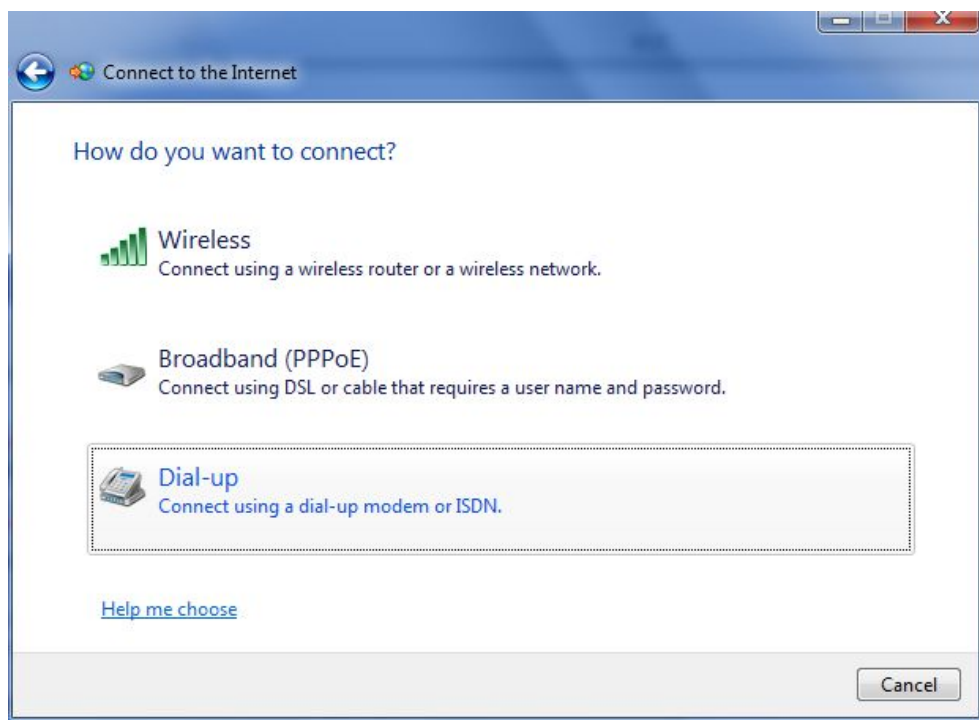 Connect to the Internet
How do you want to connect?
Wireless
Connect using a wireless router or a wireless network.
Broadband (PPPoE)
Connect using DSL or cable that requires a user name and password.
Dial-up
Connect using a dial-up modem or ISDN.
Help me choose
Cancel